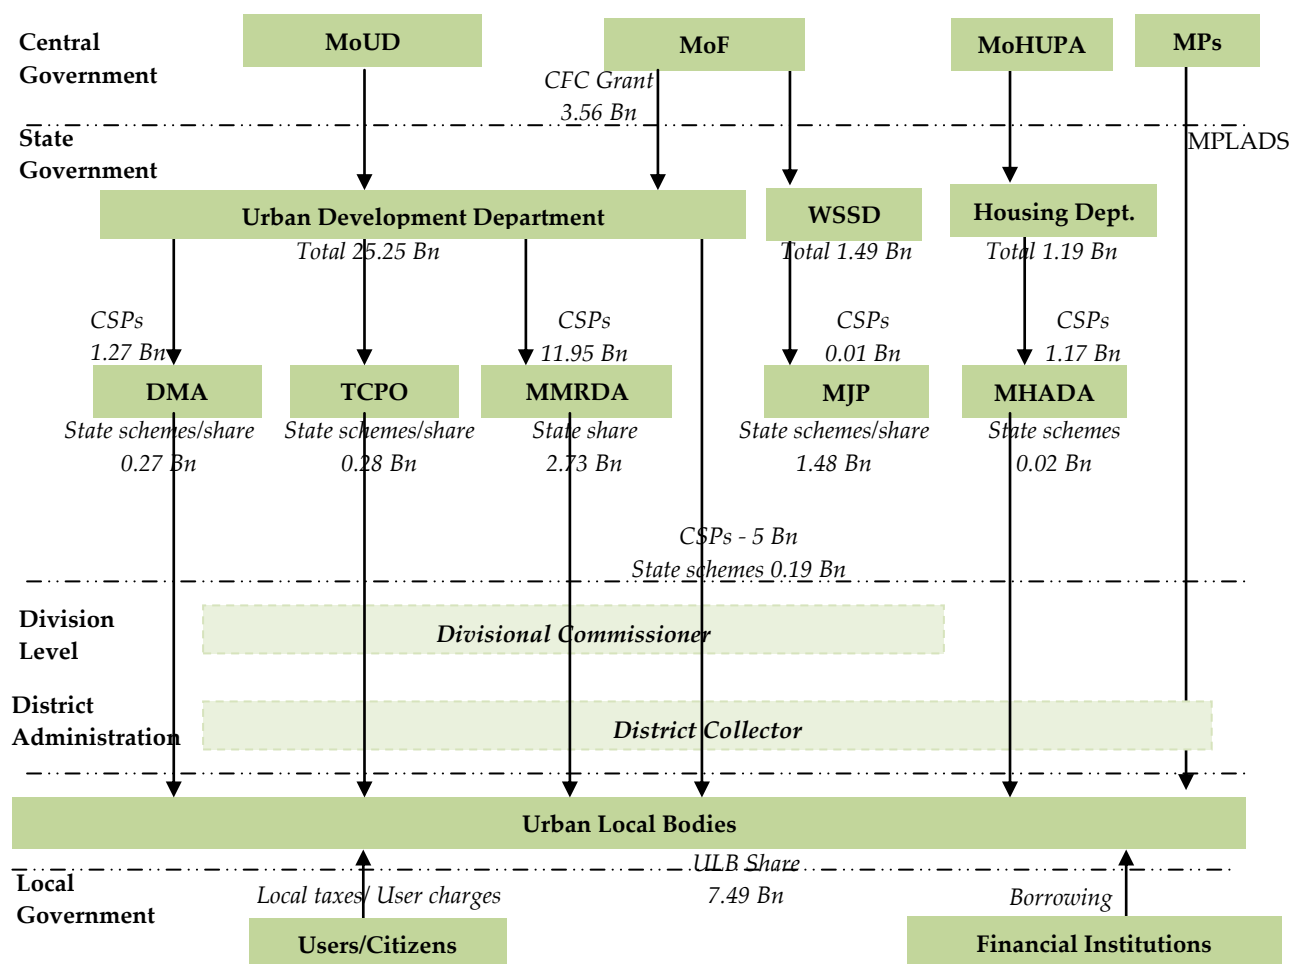 Central
Government
MoUD
MoF
MoHUPA
MPs
CFC Grant
3.56 Bn
State
Government
MPLADS
Urban Development Department
Total 25.25 Bn
WSSD
Total 1.49 Bn
Housing Dept.
Total 1.19 Bn
CSPs
1.27 Bn
CSPs
11.95 Bn
CSPs
0.01 Bn
CSPs
1.17 Bn
DMA
State schemes/share
0.27 Bn
TCPO
State schemes/share
0.28 Bn
MMRDA
State share
2.73 Bn
MJP
State schemes/share
1.48 Bn
MHADA
State schemes
0.02 Bn
CSPs - 5 Bn
State schemes 0.19 Bn
Division
Level
Divisional Commissioner
District
Administration
District Collector
Urban Local Bodies
Local
Government
Local taxes/ User charges
ULB Share
7.49 Bn
Borrowing
Users/Citizens
Financial Institutions